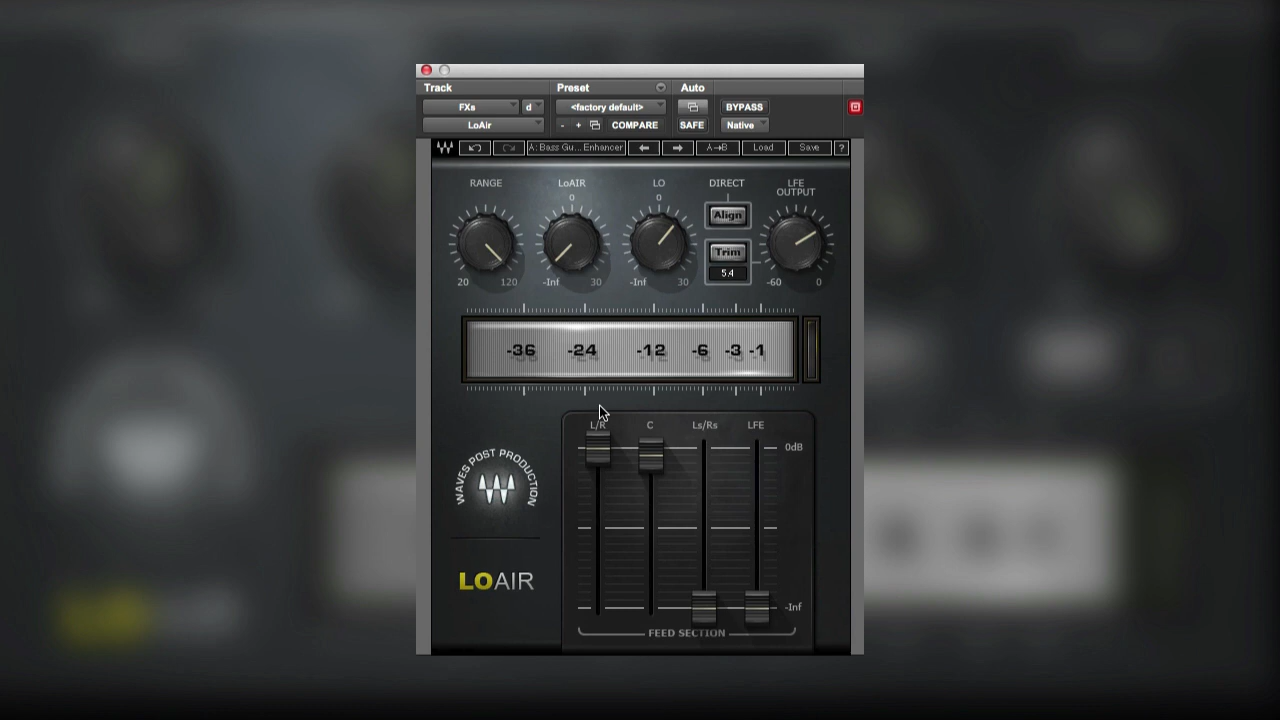 Track Preset Auto
FXs d <factory default> BYPASS
LoAir - + COMPARE SAFE Native
A: Bass Gu... Enhancer A→B Load Save ?
RANGE LoAIR LO DIRECT LFE OUTPUT
0 0
Align
Trim
5.4
20 120 -Inf 30 -Inf 30 -60 0
-36 -24 -12 -6 -3 -1
L/R C Ls/Rs LFE
0dB
WAVES POST PRODUCTION
LOAIR
-Inf
FEED SECTION